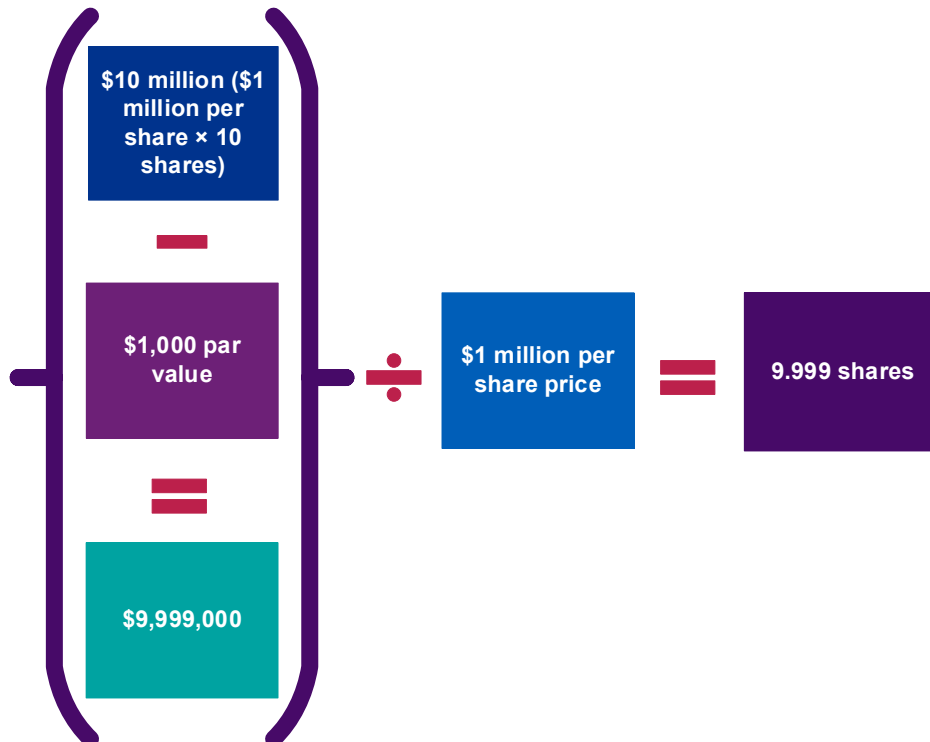 $10 million ($1
million per
share × 10
shares)
$1,000 par
value
$9,999,000
$1 million per
share price
9.999 shares